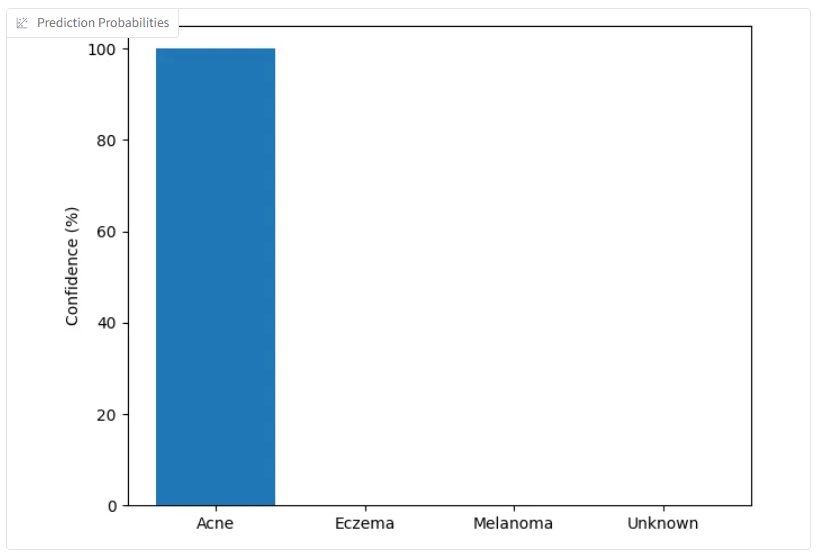 Prediction Probabilities
100
80
60
40
20
0
Confidence (%)
Acne Eczema Melanoma Unknown